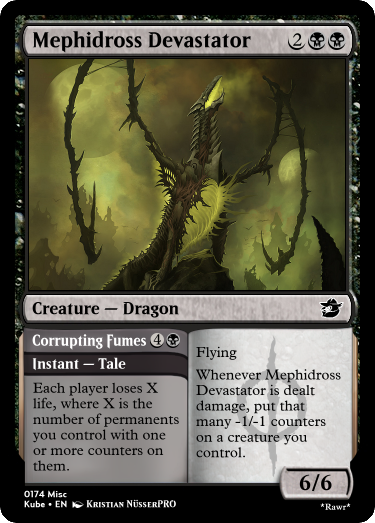 Mephidross Devastator 2
Creature — Dragon
Corrupting Fumes 4
Instant — Tale
Each player loses X
life, where X is the
number of permanents
you control with one
or more counters on
them.
Flying
Whenever Mephidross
Devastator is dealt
damage, put that
many -1/-1 counters
on a creature you
control.
6/6
0174 Misc
Kube • EN Kristian NüsserPRO
*Rawr*